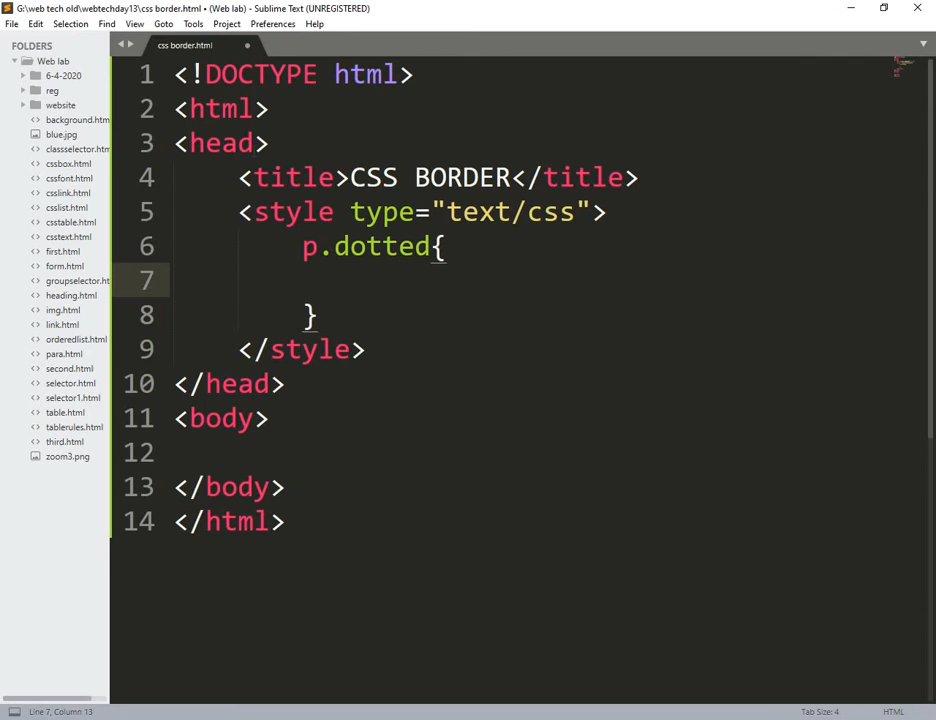 G:\web tech old\webtechday13\css border.html • (Web lab) - Sublime Text (UNREGISTERED)
File Edit Selection Find View Goto Tools Project Preferences Help
FOLDERS
Web lab
6-4-2020
reg
website
background.htm
blue.jpg
classselector.htm
cssbox.html
cssfont.html
csslink.html
csslist.html
csstable.html
csstext.html
first.html
form.html
groupselector.ht
heading.html
img.html
link.html
orderedlist.html
para.html
second.html
selector.html
selector1.html
table.html
tablerules.html
third.html
zoom3.png
css border.html
1 <!DOCTYPE html>
2 <html>
3 <head>
4 <title>CSS BORDER</title>
5 <style type="text/css">
6 p.dotted{
7
8 }
9 </style>
10 </head>
11 <body>
12
13 </body>
14 </html>
Line 7, Column 13
Tab Size: 4
HTML